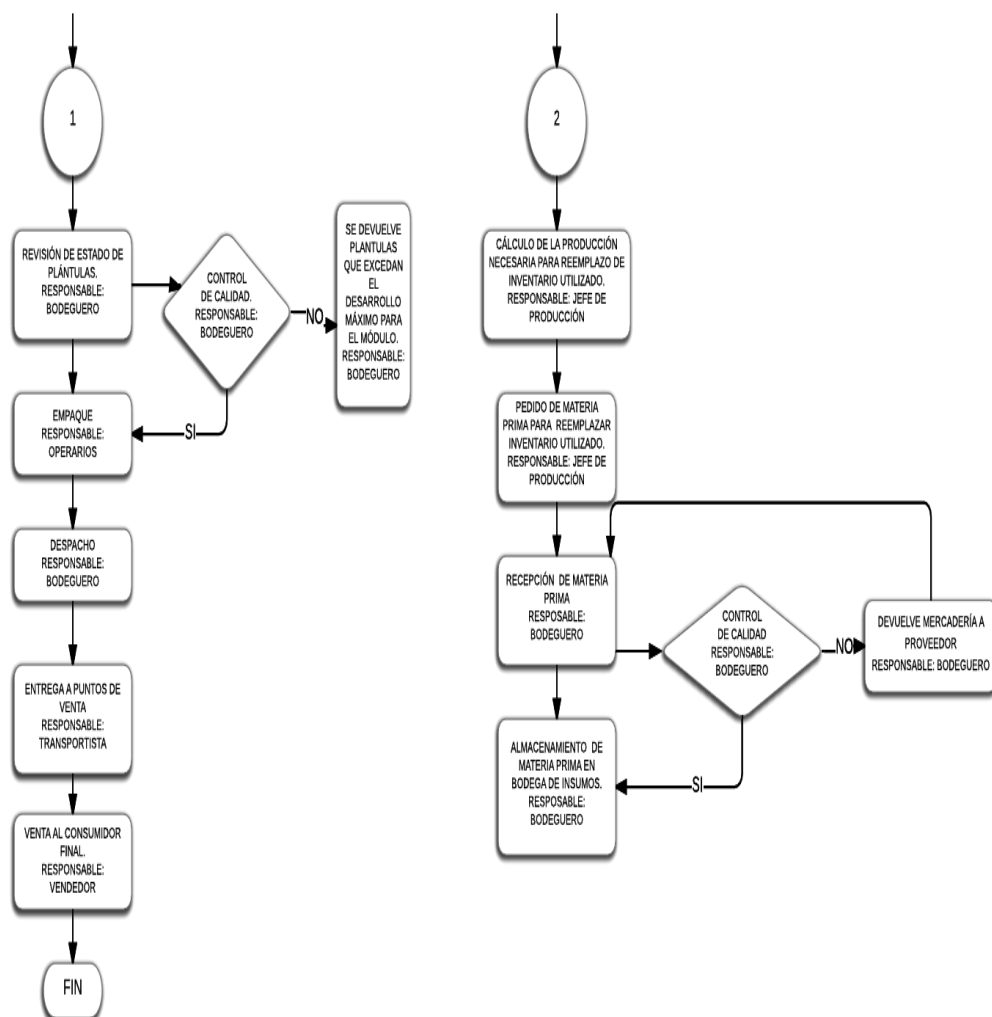 1
REVISIÓN DE ESTADO DE
PLÁNTULAS.
RESPONSABLE:
BODEGUERO
CONTROL
DE CALIDAD.
RESPONSABLE:
BODEGUERO
NO
SE DEVUELVE
PLANTULAS
QUE EXCEDAN
EL
DESARROLLO
MÁXIMO PARA
EL MÓDULO.
RESPONSABLE:
BODEGUERO
SI
EMPAQUE
RESPONSABLE:
OPERARIOS
DESPACHO
RESPONSABLE:
BODEGUERO
ENTREGA A PUNTOS DE
VENTA
RESPONSABLE:
TRANSPORTISTA
VENTA AL CONSUMIDOR
FINAL.
RESPONSABLE:
VENDEDOR
FIN
2
CÁLCULO DE LA PRODUCCIÓN
NECESARIA PARA REEMPLAZO DE
INVENTARIO UTILIZADO.
RESPONSABLE: JEFE DE
PRODUCCIÓN
PEDIDO DE MATERIA
PRIMA PARA REEMPLAZAR
INVENTARIO UTILIZADO.
RESPONSABLE: JEFE DE
PRODUCCIÓN
RECEPCIÓN DE MATERIA
PRIMA
RESPOSABLE:
BODEGUERO
CONTROL
DE CALIDAD
RESPONSABLE:
BODEGUERO
NO
DEVUELVE MERCADERÍA A
PROVEEDOR
RESPONSABLE: BODEGUERO
SI
ALMACENAMIENTO DE
MATERIA PRIMA EN
BODEGA DE INSUMOS.
RESPOSABLE:
BODEGUERO